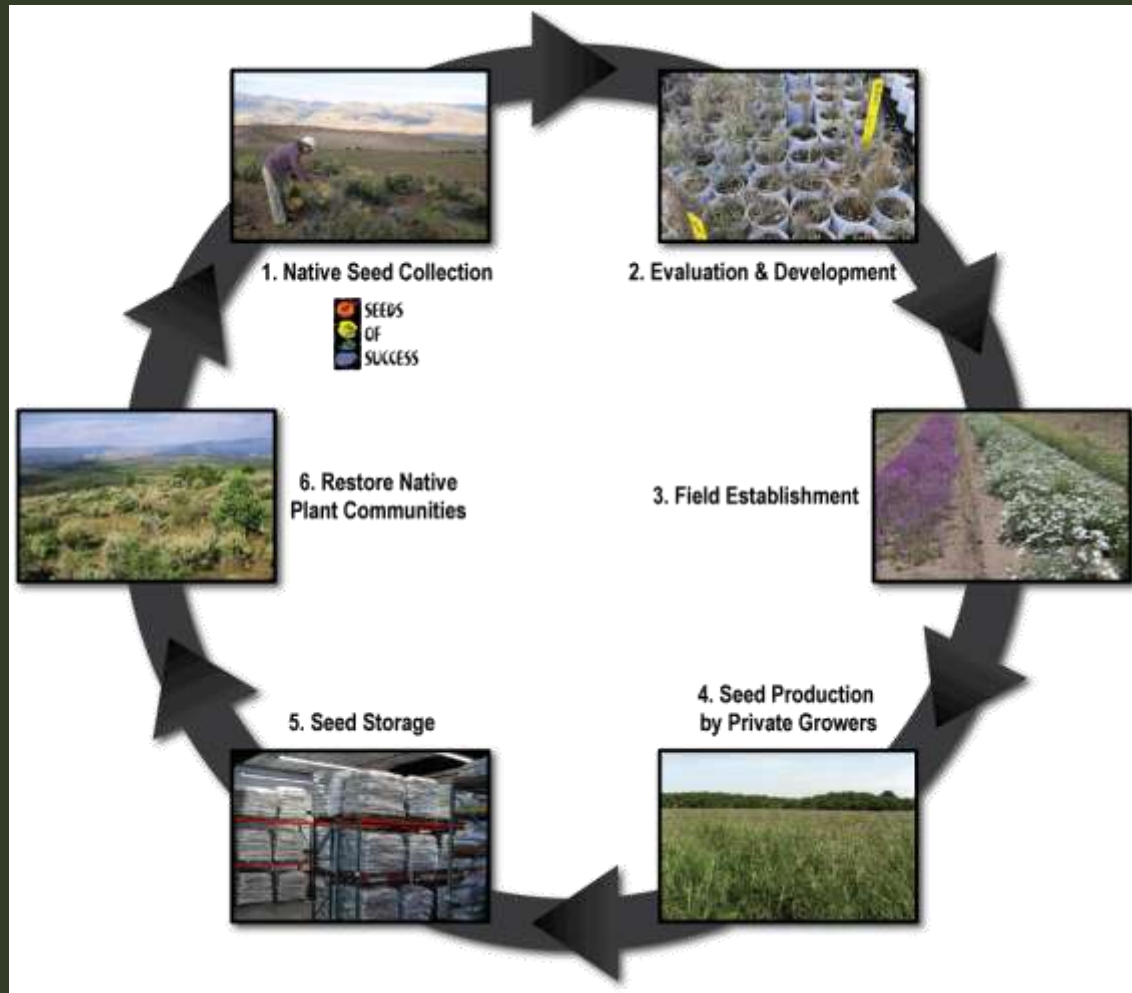 1. Native Seed Collection
SEEDS
OF
SUCCESS
2. Evaluation & Development
3. Field Establishment
4. Seed Production
by Private Growers
5. Seed Storage
6. Restore Native
Plant Communities